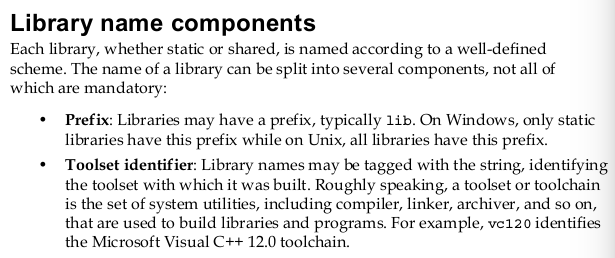 Library name components
Each library, whether static or shared, is named according to a well-defined
scheme. The name of a library can be split into several components, not all of
which are mandatory:
• Prefix: Libraries may have a prefix, typically lib. On Windows, only static
libraries have this prefix while on Unix, all libraries have this prefix.
• Toolset identifier: Library names may be tagged with the string, identifying
the toolset with which it was built. Roughly speaking, a toolset or toolchain
is the set of system utilities, including compiler, linker, archiver, and so on,
that are used to build libraries and programs. For example, vc120 identifies
the Microsoft Visual C++ 12.0 toolchain.